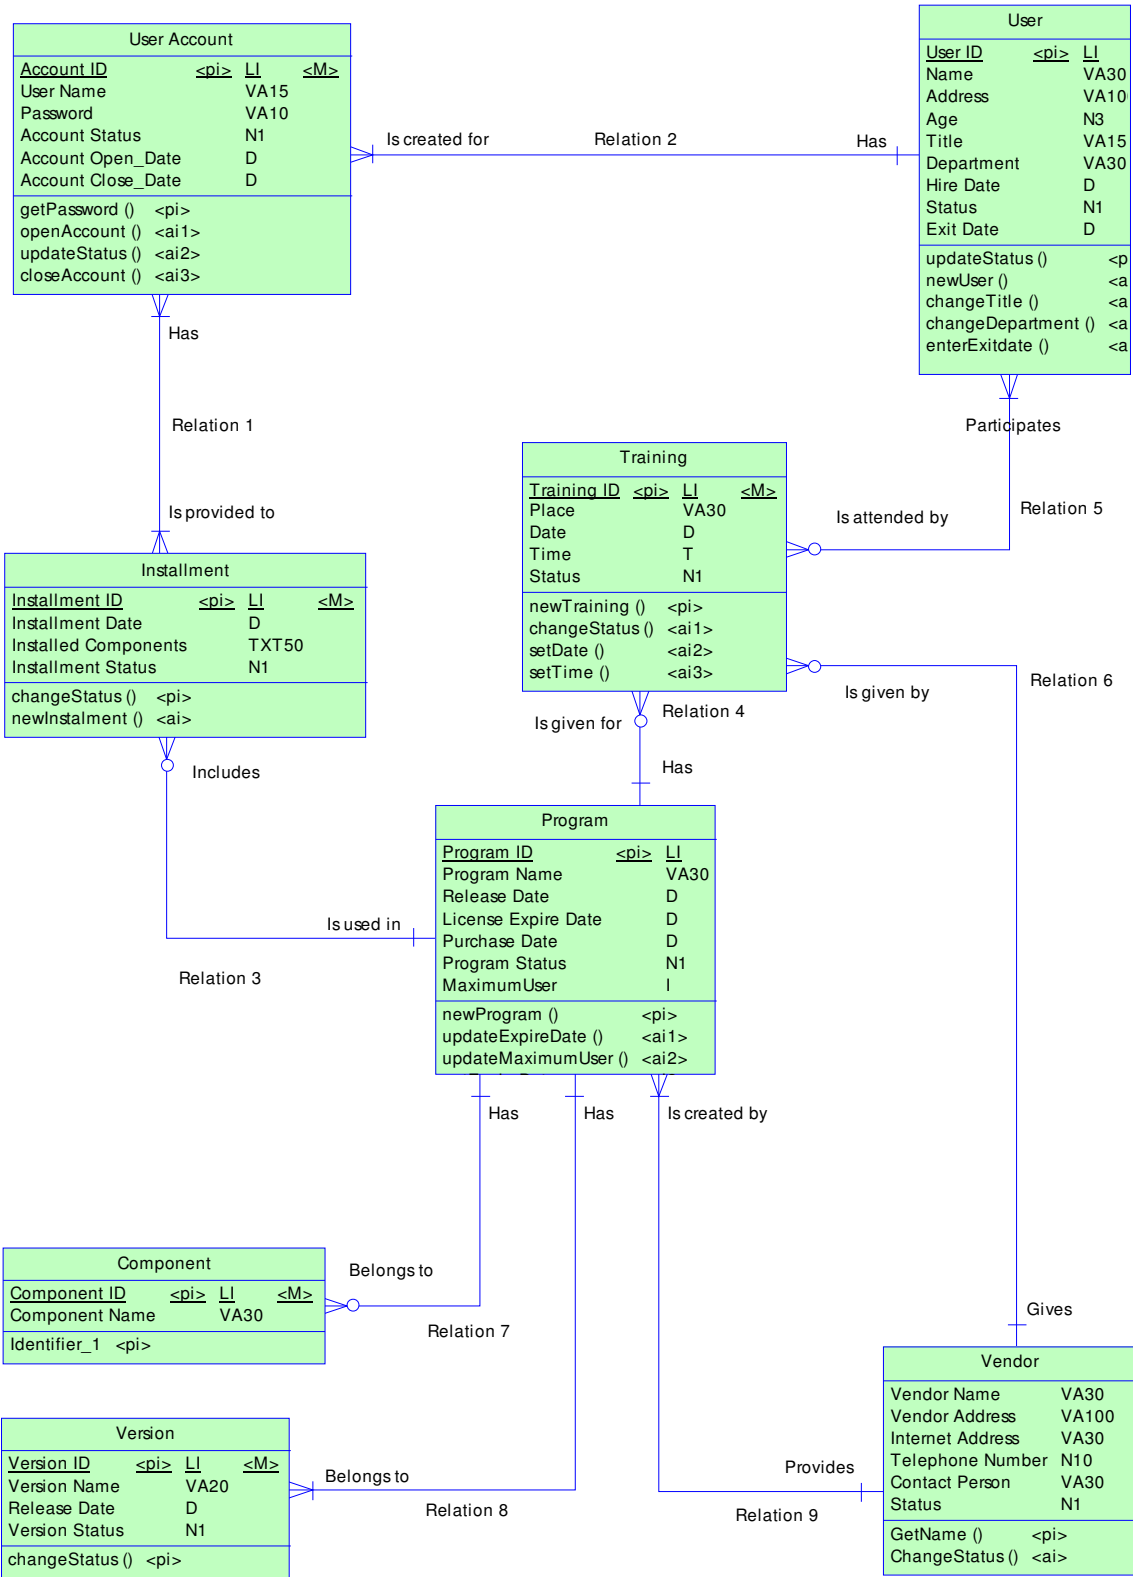 User Account
Account ID <pi> LI <M>
User Name VA15
Password VA10
Account Status N1
Account Open_Date D
Account Close_Date D
getPassword () <pi>
openAccount () <ai1>
updateStatus () <ai2>
closeAccount () <ai3>
User
User ID <pi> LI
Name VA30
Address VA10
Age N3
Title VA15
Department VA30
Hire Date D
Status N1
Exit Date D
updateStatus () <p
newUser () <a
changeTitle () <a
changeDepartment () <a
enterExitdate () <a
Is created for Relation 2 Has
Has
Relation 1
Is provided to
Participates
Relation 5
Is attended by
Training
Training ID <pi> LI <M>
Place VA30
Date D
Time T
Status N1
newTraining () <pi>
changeStatus () <ai1>
setDate () <ai2>
setTime () <ai3>
Installment
Installment ID <pi> LI <M>
Installment Date D
Installed Components TXT50
Installment Status N1
changeStatus () <pi>
newInstalment () <ai>
Is given by
Relation 6
Relation 4
Is given for
Has
Includes
Is used in
Relation 3
Program
Program ID <pi> LI
Program Name VA30
Release Date D
License Expire Date D
Purchase Date D
Program Status N1
MaximumUser I
newProgram () <pi>
updateExpireDate () <ai1>
updateMaximumUser () <ai2>
Has
Has
Is created by
Component
Component ID <pi> LI <M>
Component Name VA30
Identifier_1 <pi>
Belongs to
Relation 7
Gives
Version
Version ID <pi> LI <M>
Version Name VA20
Release Date D
Version Status N1
changeStatus () <pi>
Belongs to
Relation 8
Provides
Relation 9
Vendor
Vendor Name VA30
Vendor Address VA100
Internet Address VA30
Telephone Number N10
Contact Person VA30
Status N1
GetName () <pi>
ChangeStatus () <ai>